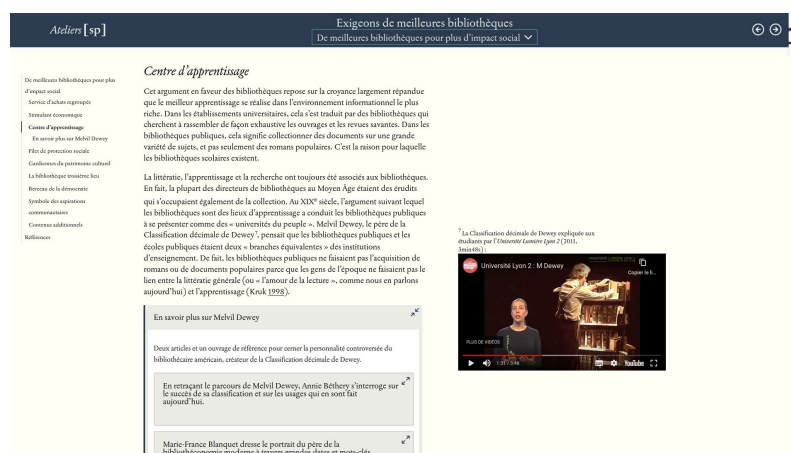 Ateliers [sp]
Exigeons de meilleures bibliothèques
De meilleures bibliothèques pour plus d'impact social
De meilleures bibliothèques pour plus
d'impact social
Service d'achats regroupés
Stimulant économique
Centre d'apprentissage
En savoir plus sur Melvil Dewey
Filet de protection sociale
Gardiennes du patrimoine culturel
La bibliothèque troisième lieu
Berceau de la démocratie
Symbole des aspirations
communautaires
Contenus additionnels
Références
Centre d'apprentissage
Cet argument en faveur des bibliothèques repose sur la croyance largement répandue
que le meilleur apprentissage se réalise dans l'environnement informationnel le plus
riche. Dans les établissements universitaires, cela s'est traduit par des bibliothèques qui
cherchent à rassembler de façon exhaustive les ouvrages et les revues savantes. Dans les
bibliothèques publiques, cela signifie collectionner des documents sur une grande
variété de sujets, et pas seulement des romans populaires. C'est la raison pour laquelle
les bibliothèques scolaires existent.
La littératie, l'apprentissage et la recherche ont toujours été associés aux bibliothèques.
En fait, la plupart des directeurs de bibliothèques au Moyen Âge étaient des érudits
qui s'occupaient également de la collection. Au XIXe siècle, l'argument suivant lequel
les bibliothèques sont des lieux d'apprentissage a conduit les bibliothèques publiques
à se présenter comme des « universités du peuple ». Melvil Dewey, le père de la
Classification décimale de Dewey7, pensait que les bibliothèques publiques et les
écoles publiques étaient deux « branches équivalentes » des institutions
d'enseignement. De fait, les bibliothèques publiques ne faisaient pas l'acquisition de
romans ou de documents populaires parce que les gens de l'époque ne faisaient pas le
lien entre la littératie générale (ou « l'amour de la lecture », comme nous en parlons
aujourd'hui) et l'apprentissage (Kruk 1998).
En savoir plus sur Melvil Dewey
Deux articles et un ouvrage de référence pour cerner la personnalité controversée du
bibliothécaire américain, créateur de la Classification décimale de Dewey.
En retraçant le parcours de Melvil Dewey, Annie Béthery s'interroge sur
le succès de sa classification et sur les usages qui en sont fait
aujourd'hui.
Marie-France Blanquet dresse le portrait du père de la
bibliothéconomie moderne à travers grandes dates et mots-clés
7 La Classification décimale de Dewey expliquée aux
étudiants par l'Université Lumière Lyon 2 (2011,
3min48s) :
Université Lyon 2 : M Dewey
Copier le li...
PLUS DE VIDÉOS
1:31 / 3:46
YouTube